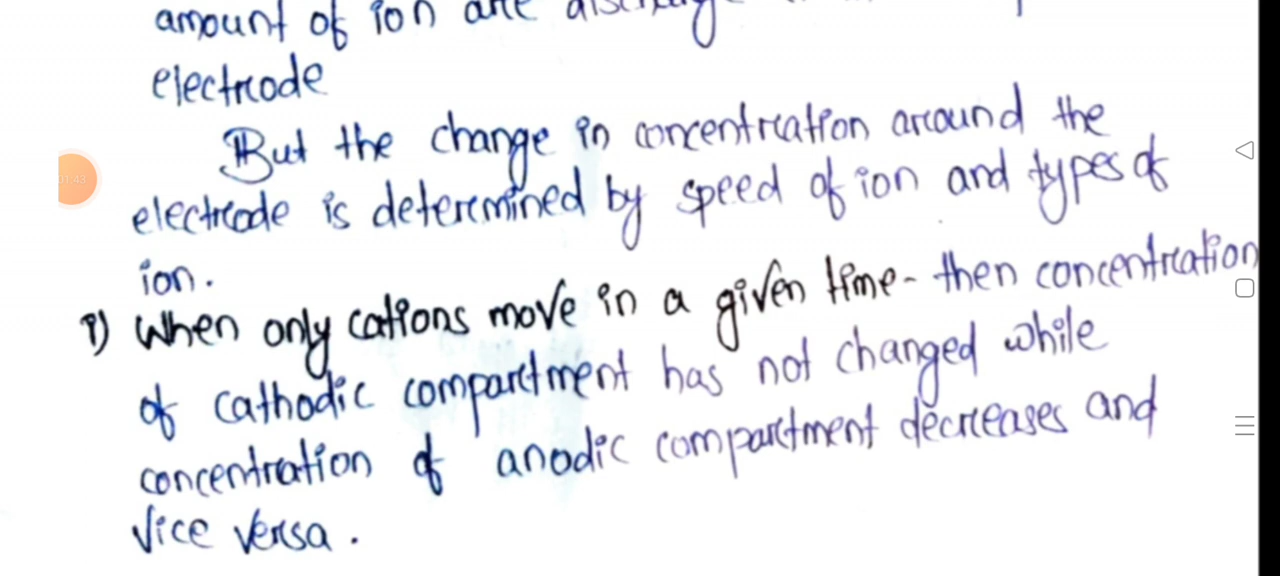 amount of ion are
electrode
But the change in concentration around the
electrode is determined by speed of ion and types of
ion.
i) When only cations move in a given time - then concentration
of cathodic compartment has not changed while
concentration of anodic compartment decreases and
vice versa.
01:43